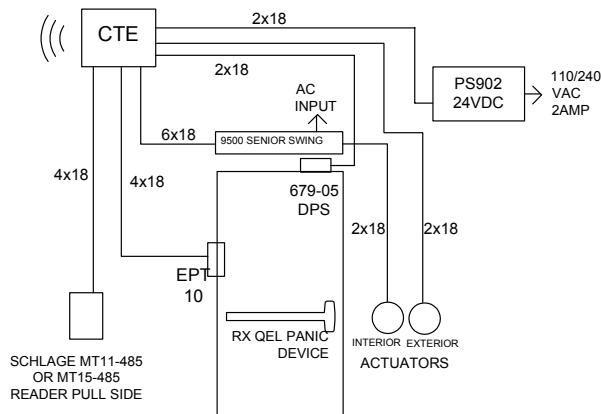 2x18
CTE
2x18
PS902
24VDC
110/240
VAC
2AMP
AC
INPUT
6x18
9500 SENIOR SWING
4x18
4x18
679-05
DPS
2x18
2x18
EPT
10
RX QEL PANIC
DEVICE
INTERIOR
EXTERIOR
ACTUATORS
SCHLAGE MT11-485
OR MT15-485
READER PULL SIDE